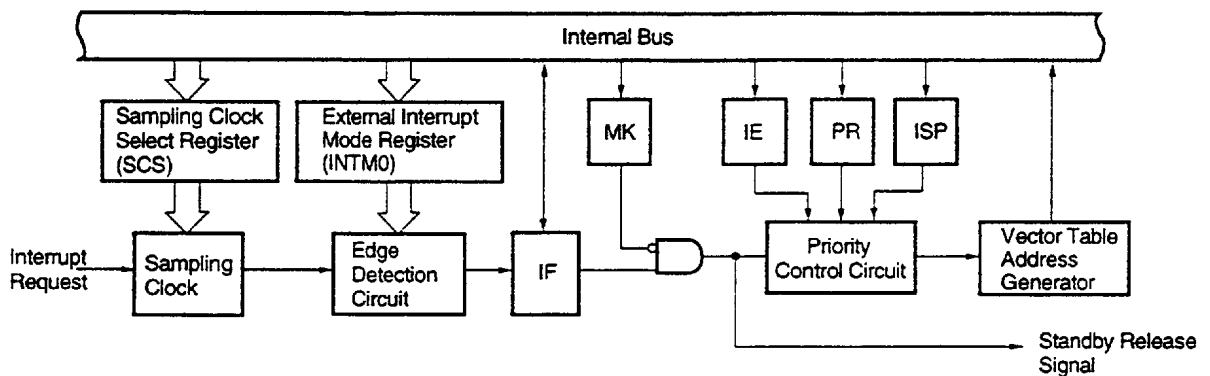 Internal Bus
Sampling Clock
Select Register
(SCS)
External Interrupt
Mode Register
(INTM0)
MK
IE
PR
ISP
Interrupt
Request
Sampling
Clock
Edge
Detection
Circuit
IF
Priority
Control Circuit
Vector Table
Address
Generator
Standby Release
Signal